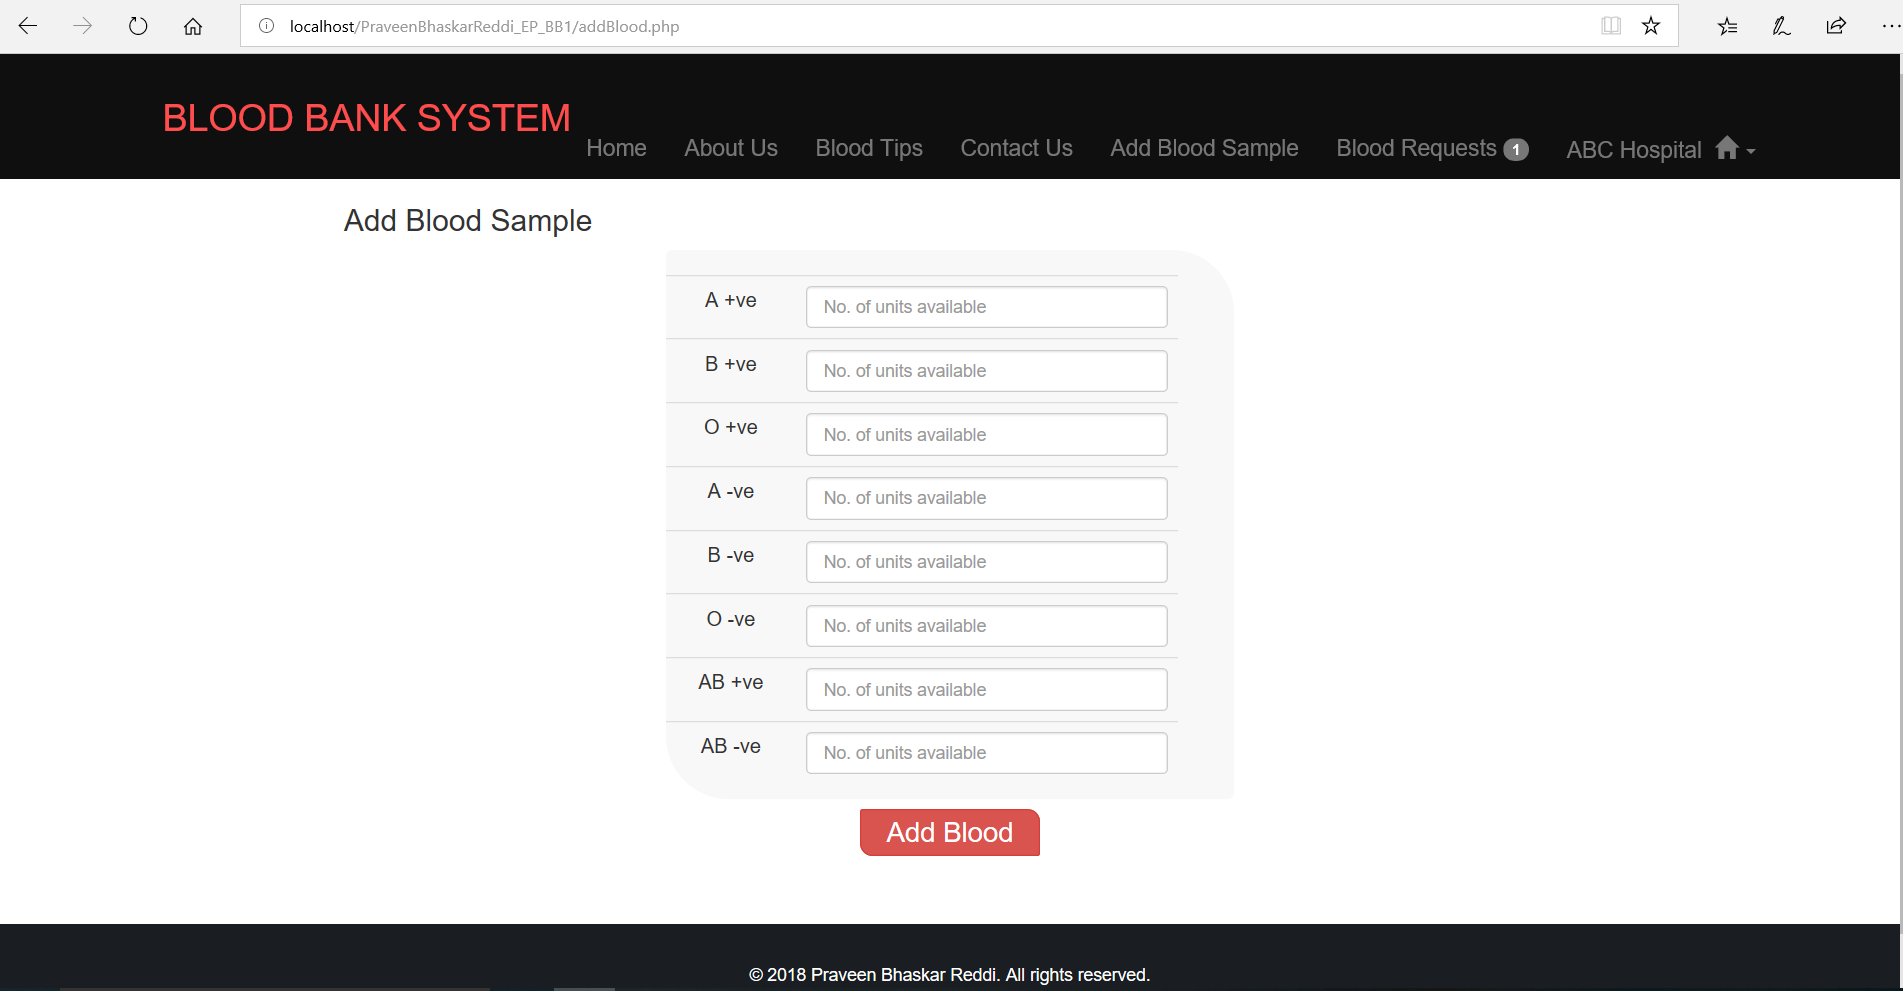 localhost/PraveenBhaskarReddi_EP_BB1/addBlood.php
BLOOD BANK SYSTEM
Home About Us Blood Tips Contact Us Add Blood Sample Blood Requests 1 ABC Hospital
Add Blood Sample
A +ve No. of units available
B +ve No. of units available
O +ve No. of units available
A -ve No. of units available
B -ve No. of units available
O -ve No. of units available
AB +ve No. of units available
AB -ve No. of units available
Add Blood
© 2018 Praveen Bhaskar Reddi. All rights reserved.